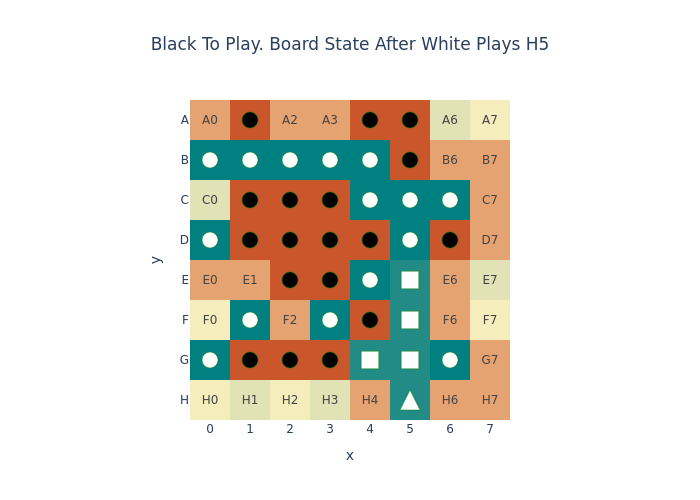 Black To Play. Board State After White Plays H5
A A0 A2 A3 A6 A7
B B6 B7
C C0 C7
D D7
E E0 E1 E6 E7
F F0 F2 F6 F7
G G7
H H0 H1 H2 H3 H4 H6 H7
0 1 2 3 4 5 6 7
x
y